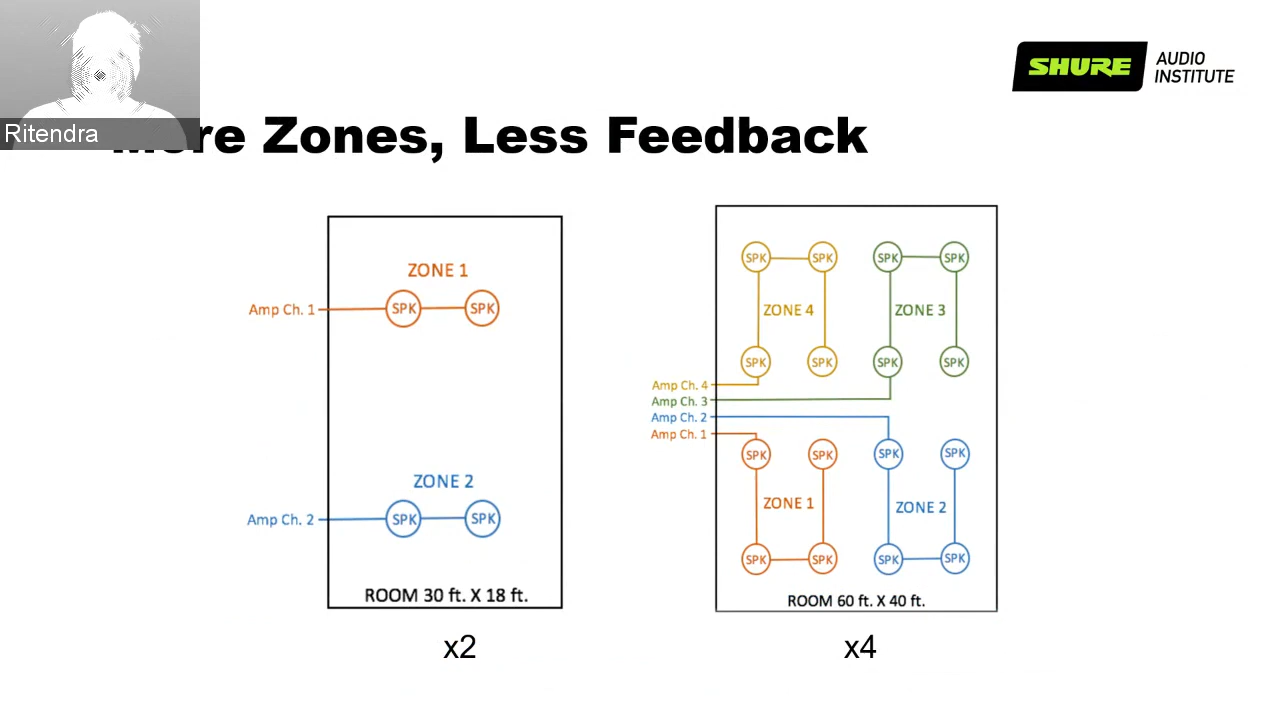 Ritendra
SHURE AUDIO INSTITUTE
More Zones, Less Feedback
ZONE 1
Amp Ch. 1
SPK SPK
ZONE 2
Amp Ch. 2
SPK SPK
ROOM 30 ft. X 18 ft.
x2
SPK SPK SPK SPK
ZONE 4 ZONE 3
SPK SPK SPK SPK
Amp Ch. 4
Amp Ch. 3
Amp Ch. 2
Amp Ch. 1
SPK SPK SPK SPK
ZONE 1 ZONE 2
SPK SPK SPK SPK
ROOM 60 ft. X 40 ft.
x4